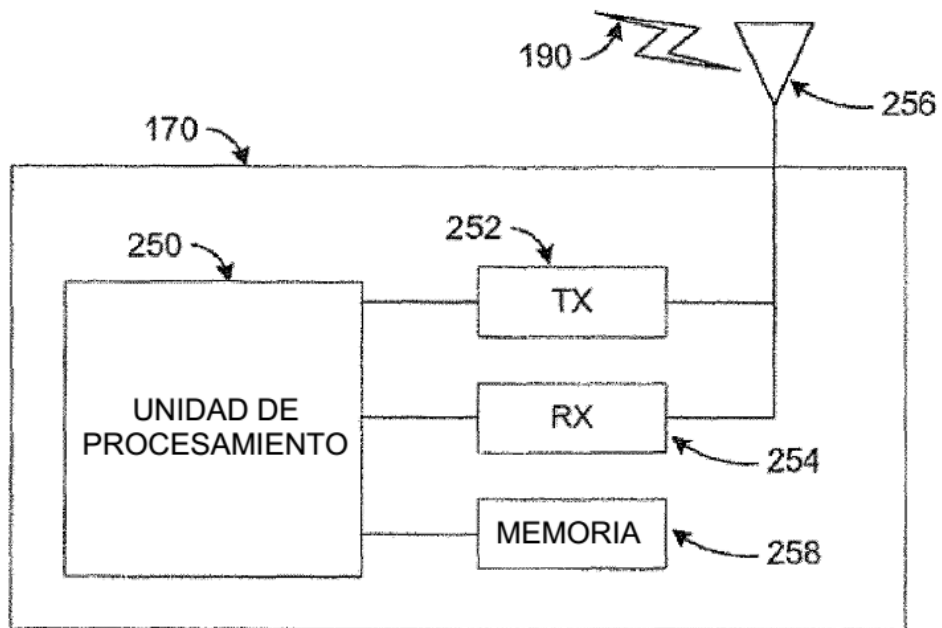 190
256
170
250
252
TX
UNIDAD DE
PROCESAMIENTO
RX
254
MEMORIA
258